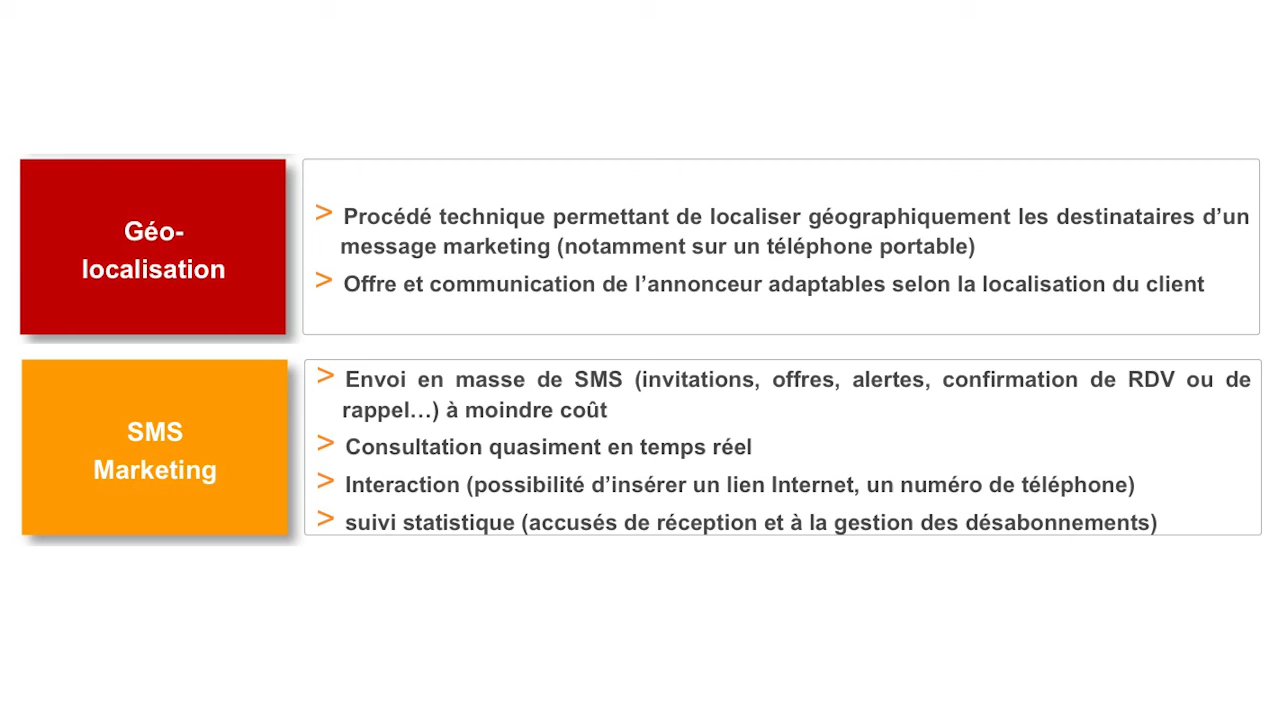 Géo-
localisation
> Procédé technique permettant de localiser géographiquement les destinataires d’un
message marketing (notamment sur un téléphone portable)
> Offre et communication de l’annonceur adaptables selon la localisation du client
SMS
Marketing
> Envoi en masse de SMS (invitations, offres, alertes, confirmation de RDV ou de
rappel…) à moindre coût
> Consultation quasiment en temps réel
> Interaction (possibilité d’insérer un lien Internet, un numéro de téléphone)
> suivi statistique (accusés de réception et à la gestion des désabonnements)